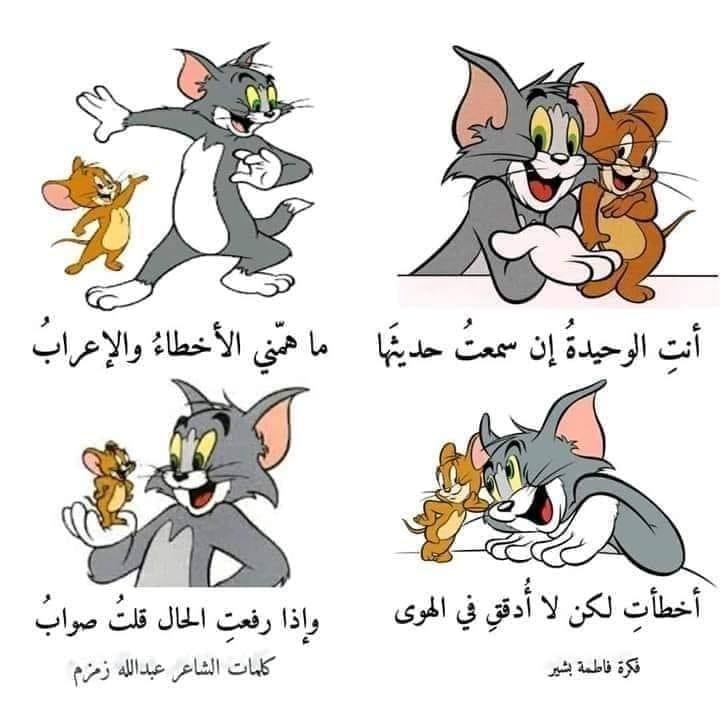 أنتِ الوحيدةُ إن سمعتُ حديثَها
ما همّني الأخطاءُ والإعرابُ
أخطأتِ لكن لا أُدققِ في الهوى
وإذا رفعتِ الحال قلتُ صوابُ
فكرة فاطمة بشير
كلمات الشاعر عبدالله زمزم